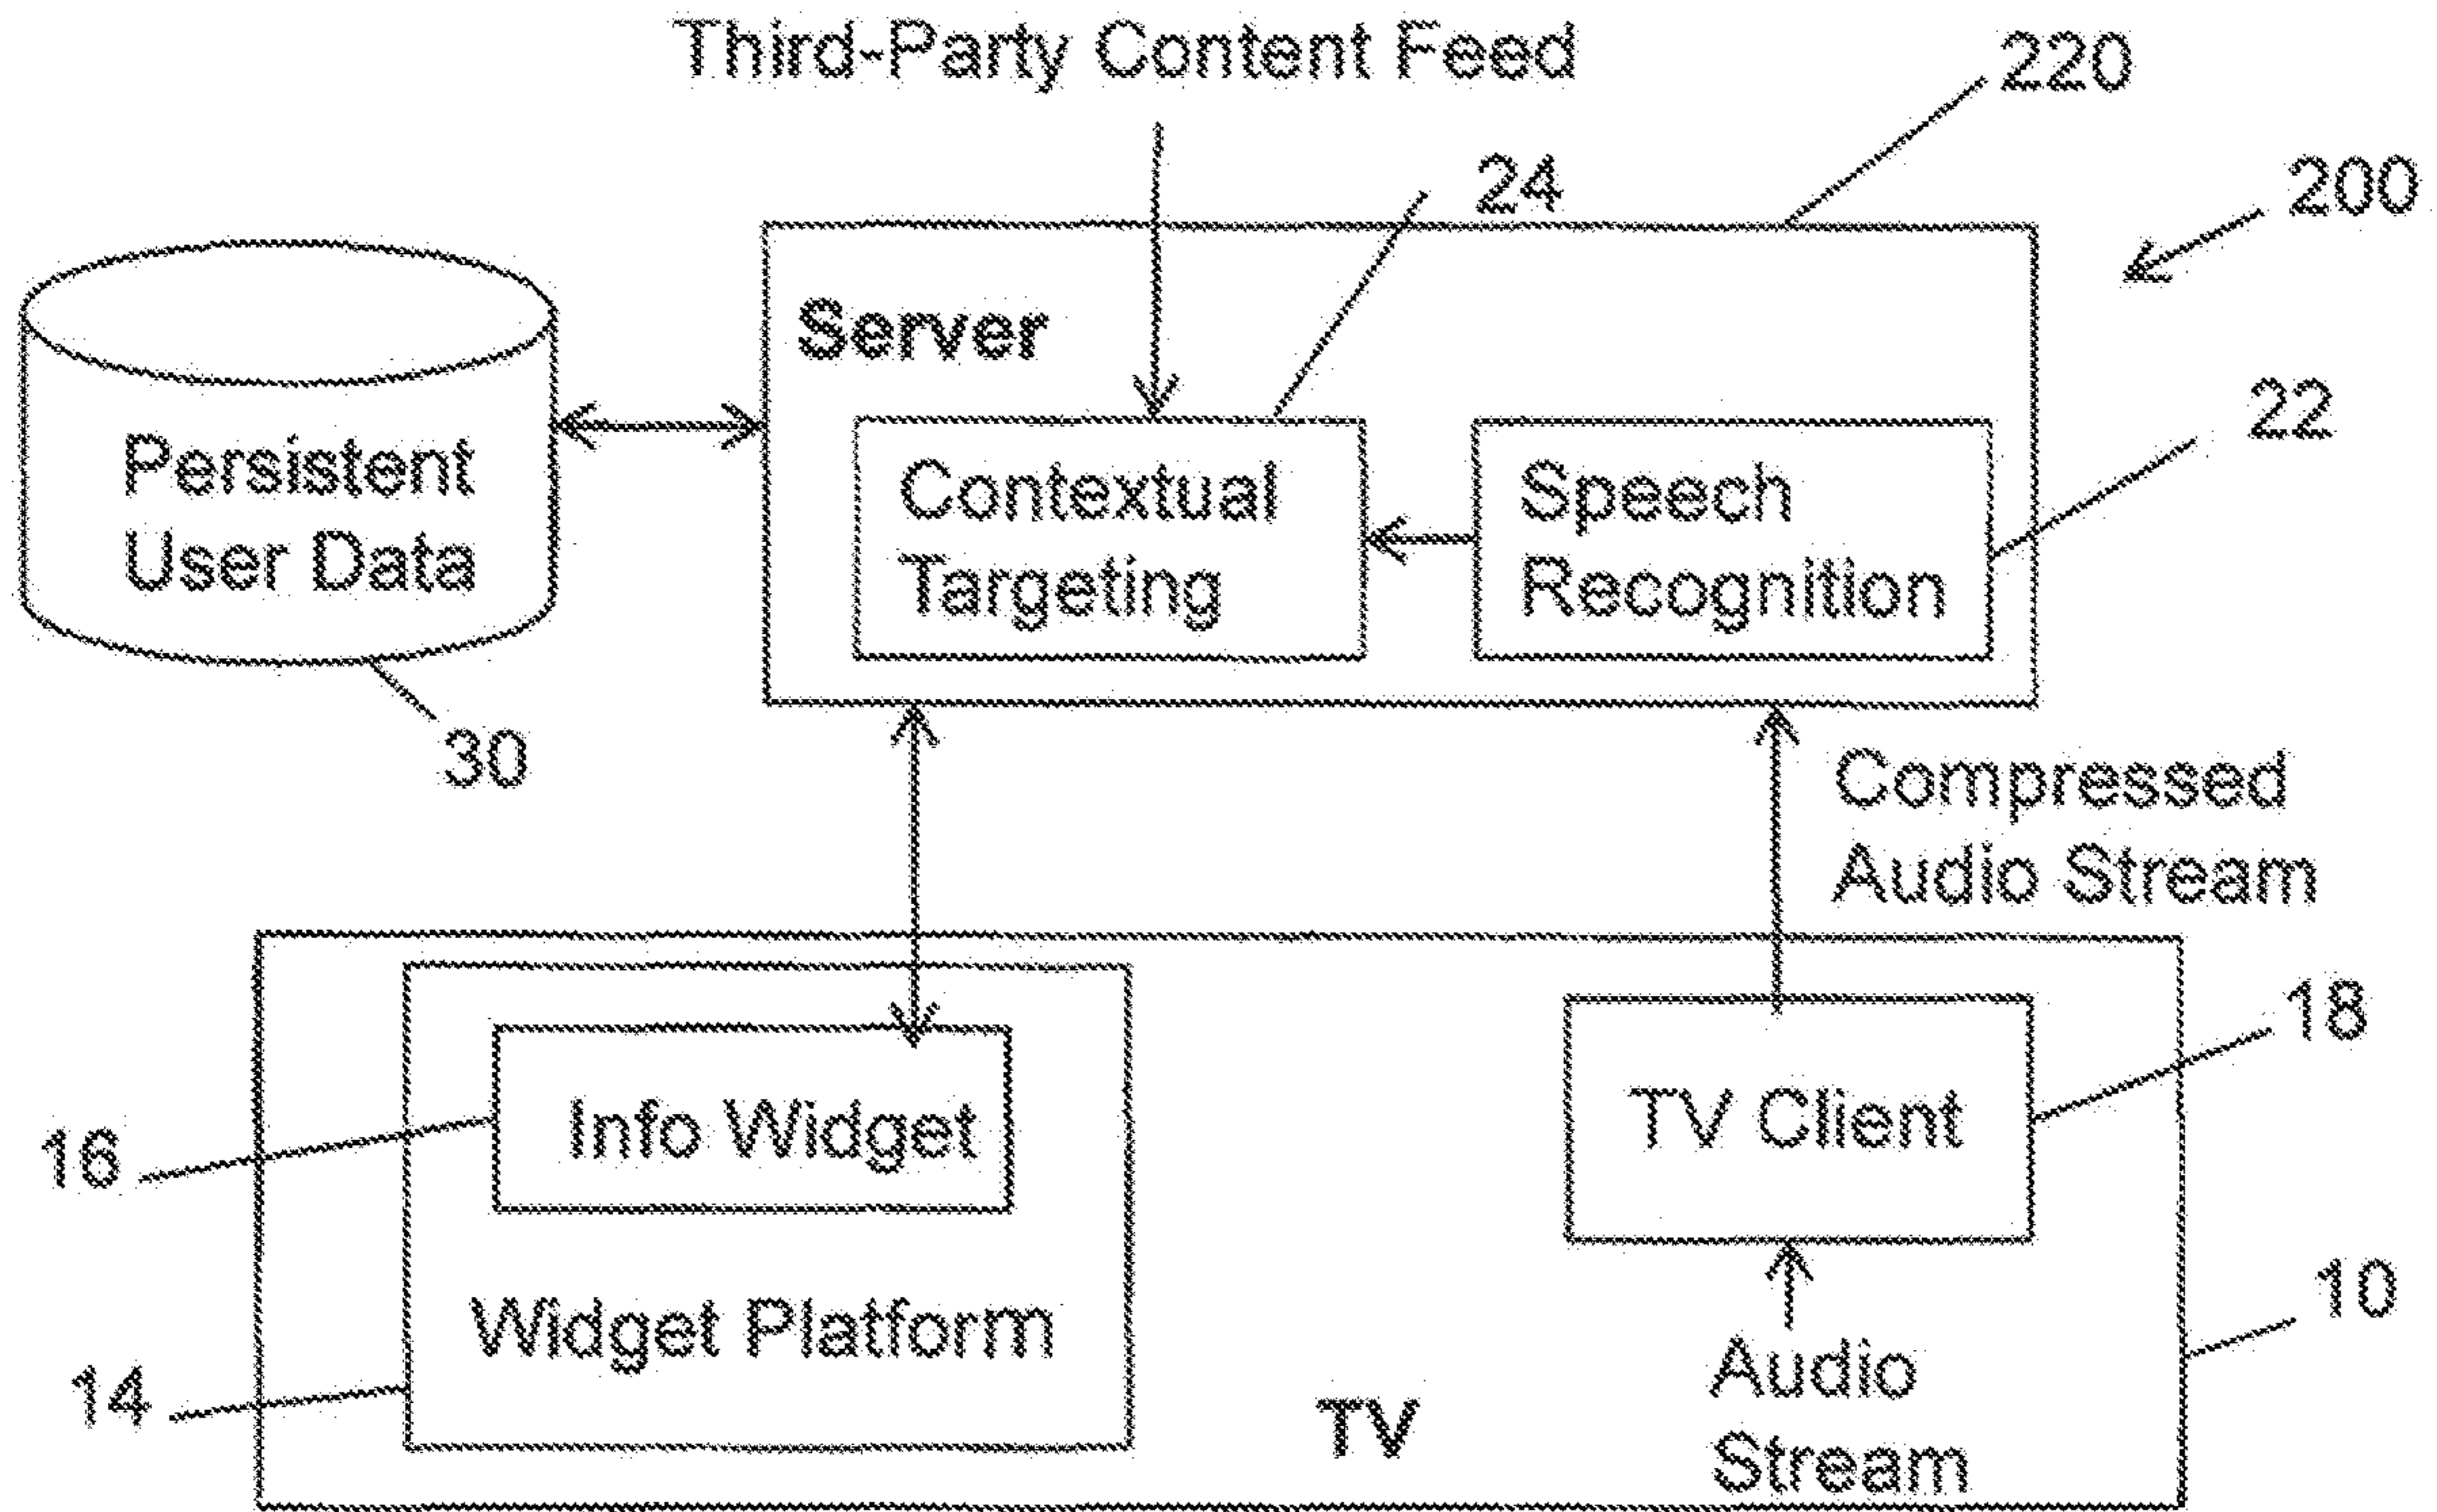 Third-Party Content Feed
220
24
200
Server
22
Persistent
User Data
Contextual
Targeting
Speech
Recognition
30
Compressed
Audio Stream
18
Info Widget
16
TV Client
10
Widget Platform
14
TV
Audio
Stream